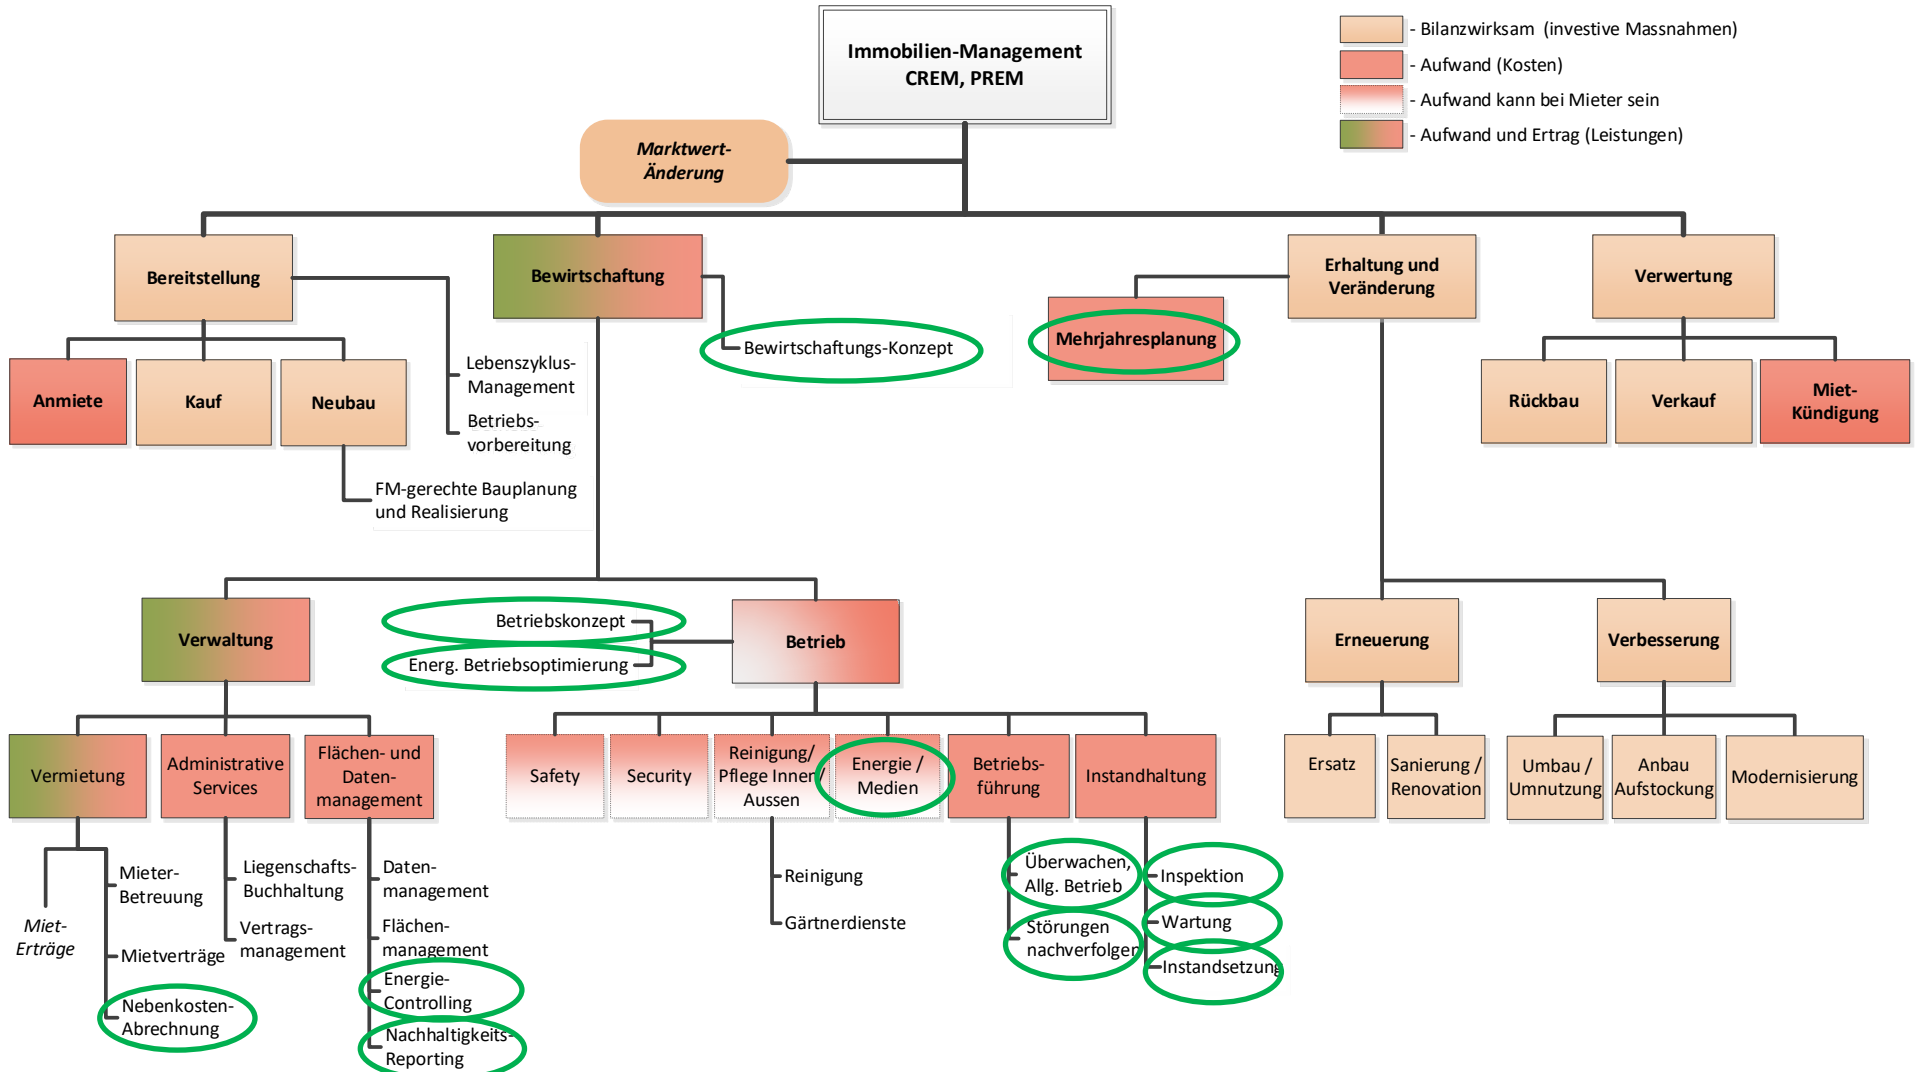 Immobilien-Management
CREM, PREM
- Bilanzwirksam (investive Massnahmen)
- Aufwand (Kosten)
- Aufwand kann bei Mieter sein
- Aufwand und Ertrag (Leistungen)
Marktwert-
Änderung
Bereitstellung
Bewirtschaftung
Erhaltung und
Veränderung
Verwertung
Bewirtschaftungs-Konzept
Mehrjahresplanung
Lebenszyklus-
Management
Betriebs-
vorbereitung
Anmiete
Kauf
Neubau
Rückbau
Verkauf
Miet-
Kündigung
FM-gerechte Bauplanung
und Realisierung
Verwaltung
Betriebskonzept
Energ. Betriebsoptimierung
Betrieb
Erneuerung
Verbesserung
Vermietung
Administrative
Services
Flächen- und
Daten-
management
Safety
Security
Reinigung/
Pflege Innen/
Aussen
Energie /
Medien
Betriebs-
führung
Instandhaltung
Ersatz
Sanierung /
Renovation
Umbau /
Umnutzung
Anbau
Aufstockung
Modernisierung
Miet-
Erträge
Mieter-
Betreuung
Mietverträge
Nebenkosten-
Abrechnung
Liegenschafts-
Buchhaltung
Vertrags-
management
Daten-
management
Flächen-
management
Energie-
Controlling
Nachhaltigkeits-
Reporting
Reinigung
Gärtnerdienste
Überwachen,
Allg. Betrieb
Störungen
nachverfolgen
Inspektion
Wartung
Instandsetzung